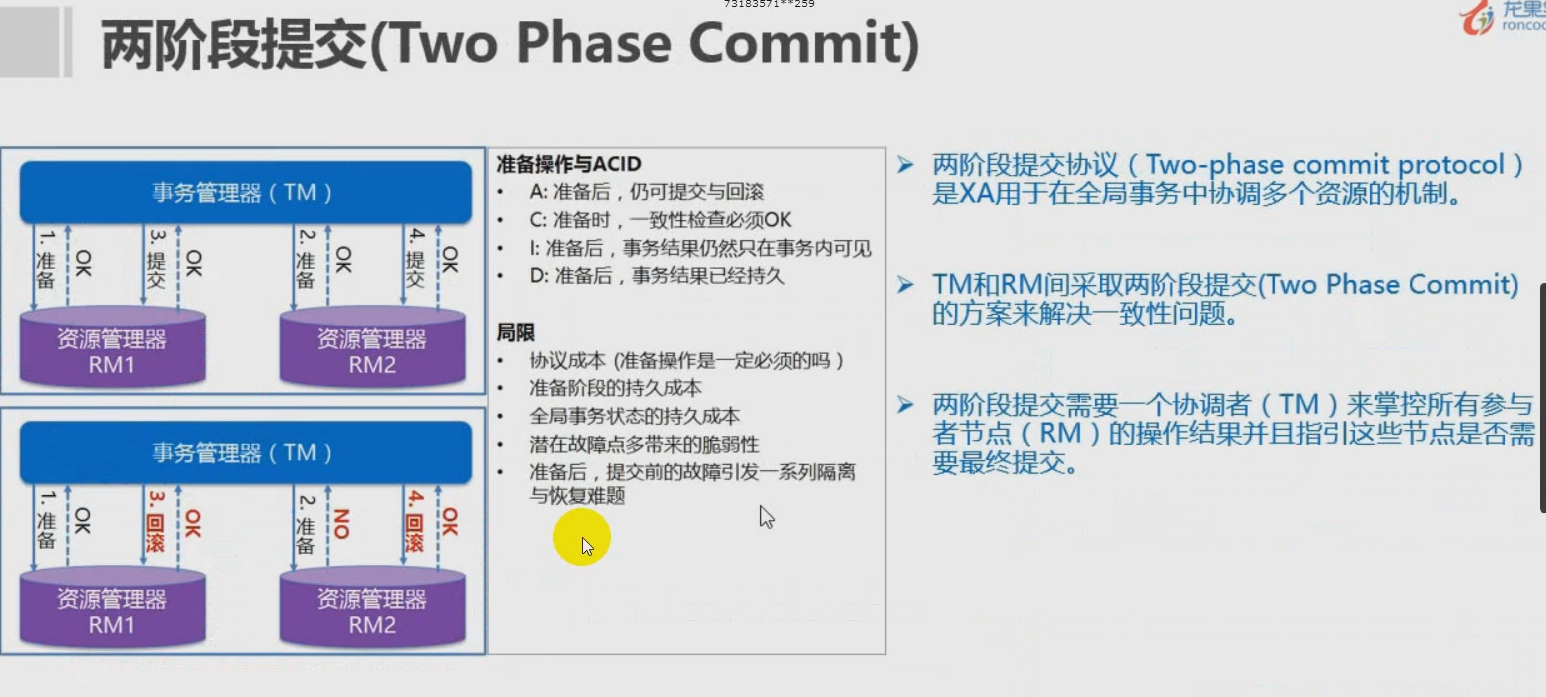 73183571**259
两阶段提交(Two Phase Commit)
事务管理器（TM）
1. 准备
OK
3. 提交
OK
2. 准备
OK
4. 提交
OK
资源管理器
RM1
资源管理器
RM2
事务管理器（TM）
1. 准备
OK
3. 回滚
OK
2. 准备
NO
4. 回滚
OK
资源管理器
RM1
资源管理器
RM2
准备操作与ACID
• A: 准备后，仍可提交与回滚
• C: 准备时，一致性检查必须OK
• I: 准备后，事务结果仍然只在事务内可见
• D: 准备后，事务结果已经持久
局限
• 协议成本 (准备操作是一定必须的吗）
• 准备阶段的持久成本
• 全局事务状态的持久成本
• 潜在故障点多带来的脆弱性
• 准备后，提交前的故障引发一系列隔离
与恢复难题
➢ 两阶段提交协议（Two-phase commit protocol）
是XA用于在全局事务中协调多个资源的机制。
➢ TM和RM间采取两阶段提交(Two Phase Commit)
的方案来解决一致性问题。
➢ 两阶段提交需要一个协调者（TM）来掌控所有参与
者节点（RM）的操作结果并且指引这些节点是否需
要最终提交。
龙果